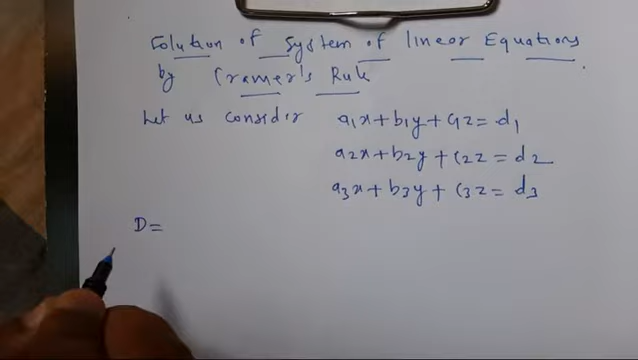 Solution of System of linear Equations
by Cramer's Rule
Let us consider a1x+b1y+c1z=d1
a2x+b2y+c2z=d2
a3x+b3y+c3z=d3
D=